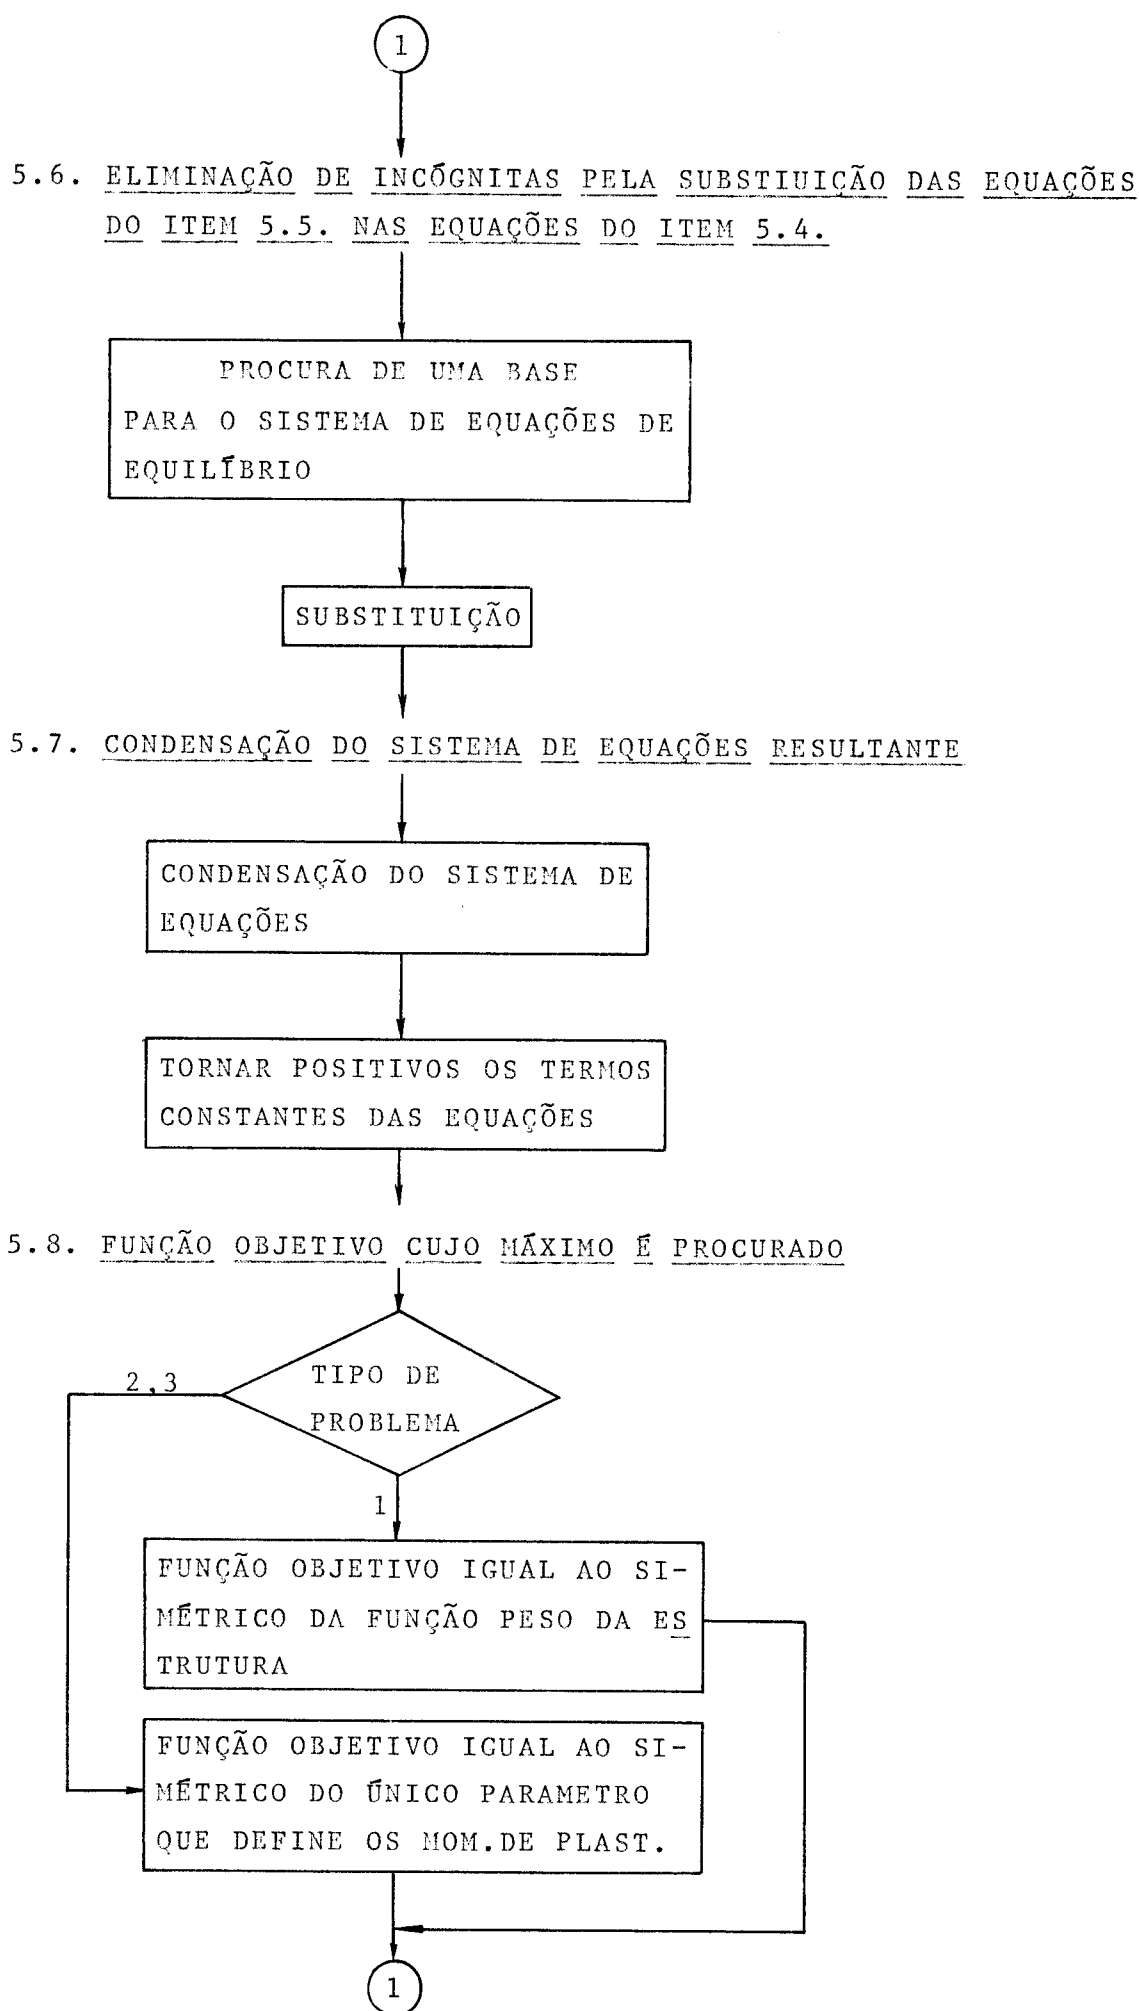 1
5.6. ELIMINAÇÃO DE INCÓGNITAS PELA SUBSTIUIÇÃO DAS EQUAÇÕES
DO ITEM 5.5. NAS EQUAÇÕES DO ITEM 5.4.
PROCURA DE UMA BASE
PARA O SISTEMA DE EQUAÇÕES DE
EQUILÍBRIO
SUBSTITUIÇÃO
5.7. CONDENSAÇÃO DO SISTEMA DE EQUAÇÕES RESULTANTE
CONDENSAÇÃO DO SISTEMA DE
EQUAÇÕES
TORNAR POSITIVOS OS TERMOS
CONSTANTES DAS EQUAÇÕES
5.8. FUNÇÃO OBJETIVO CUJO MÁXIMO É PROCURADO
TIPO DE
2,3
PROBLEMA
1
FUNÇÃO OBJETIVO IGUAL AO SI-
MÉTRICO DA FUNÇÃO PESO DA ES
TRUTURA
FUNÇÃO OBJETIVO IGUAL AO SI-
MÉTRICO DO ÚNICO PARAMETRO
QUE DEFINE OS MOM.DE PLAST.
1